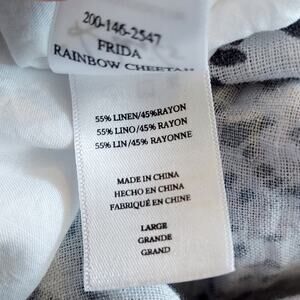 200-146-2547
FRIDA
RAINBOW CHEETAH
55% LINEN/45%RAYON
55% LINO/45% RAYON
55% LIN/45% RAYONNE
MADE IN CHINA
HECHO EN CHINA
FABRIQUÉ EN CHINE
LARGE
GRANDE
GRAND